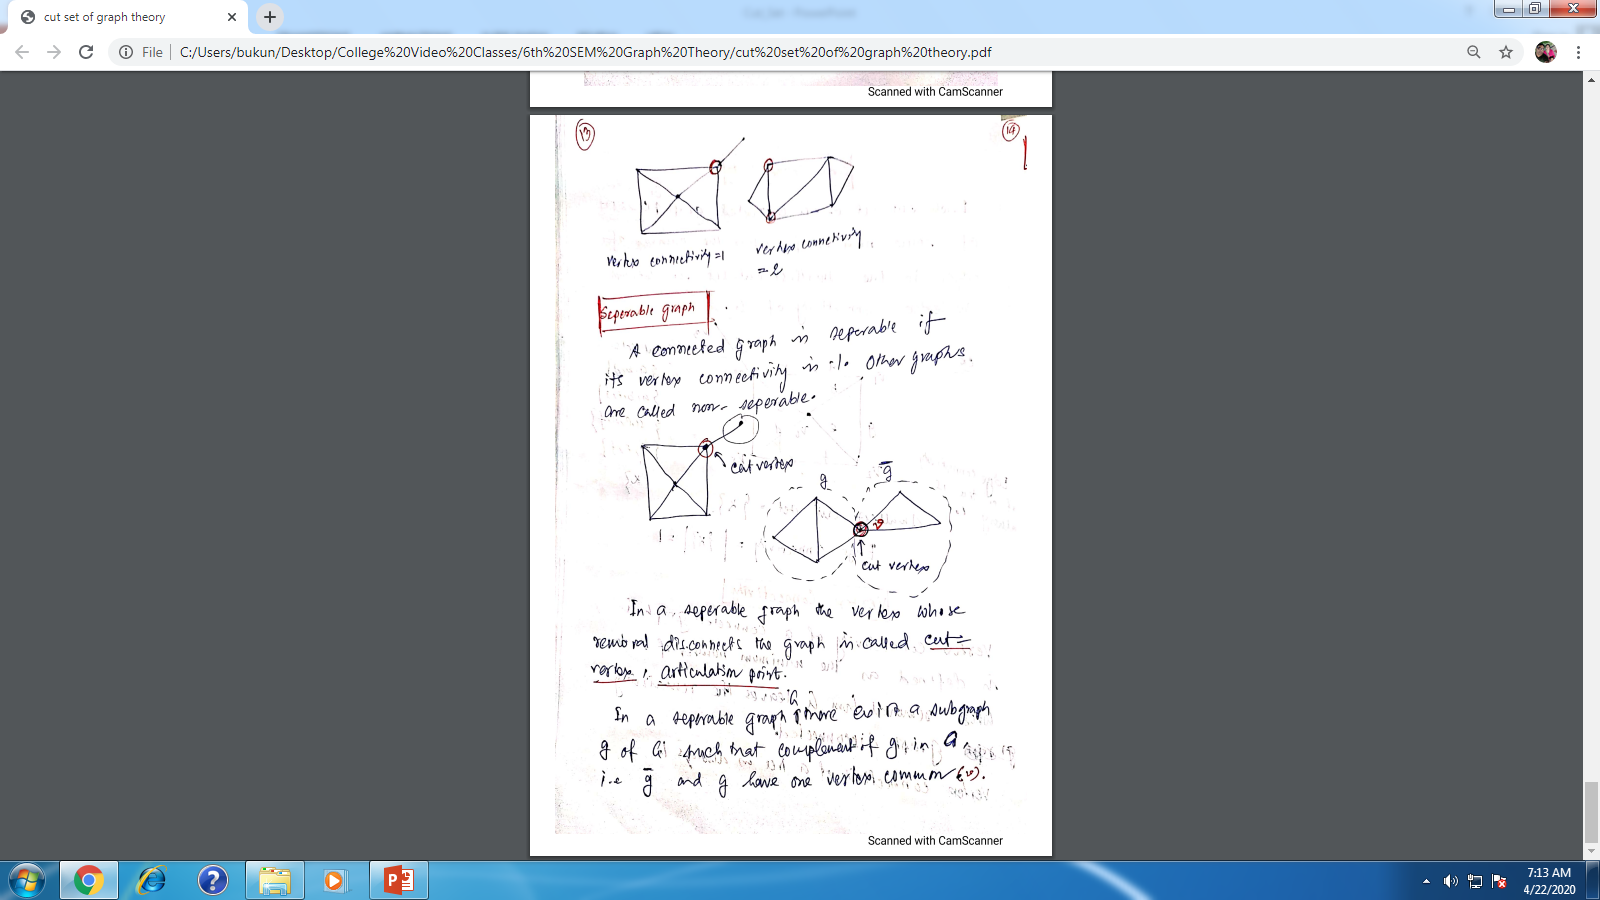 cut set of graph theory
File
C:/Users/bukun/Desktop/College%20Video%20Classes/6th%20SEM%20Graph%20Theory/cut%20set%20of%20graph%20theory.pdf
Scanned with CamScanner
13
14
vertex connectivity=1
vertex connectivity
=2
Seperable graph
A connected graph is seperable if
its vertex connectivity is 1. Other graphs
are called non-seperable.
cut vertex
g
g̅
v
cut vertex
In a seperable graph the vertex whose
removal disconnects the graph is called cut-
vertex, articulation point.
In a seperable graph G there exist a subgraph
g of G such that complement of g in G,
i.e g̅ and g have one vertex common (v).
Scanned with CamScanner
7:13 AM
4/22/2020